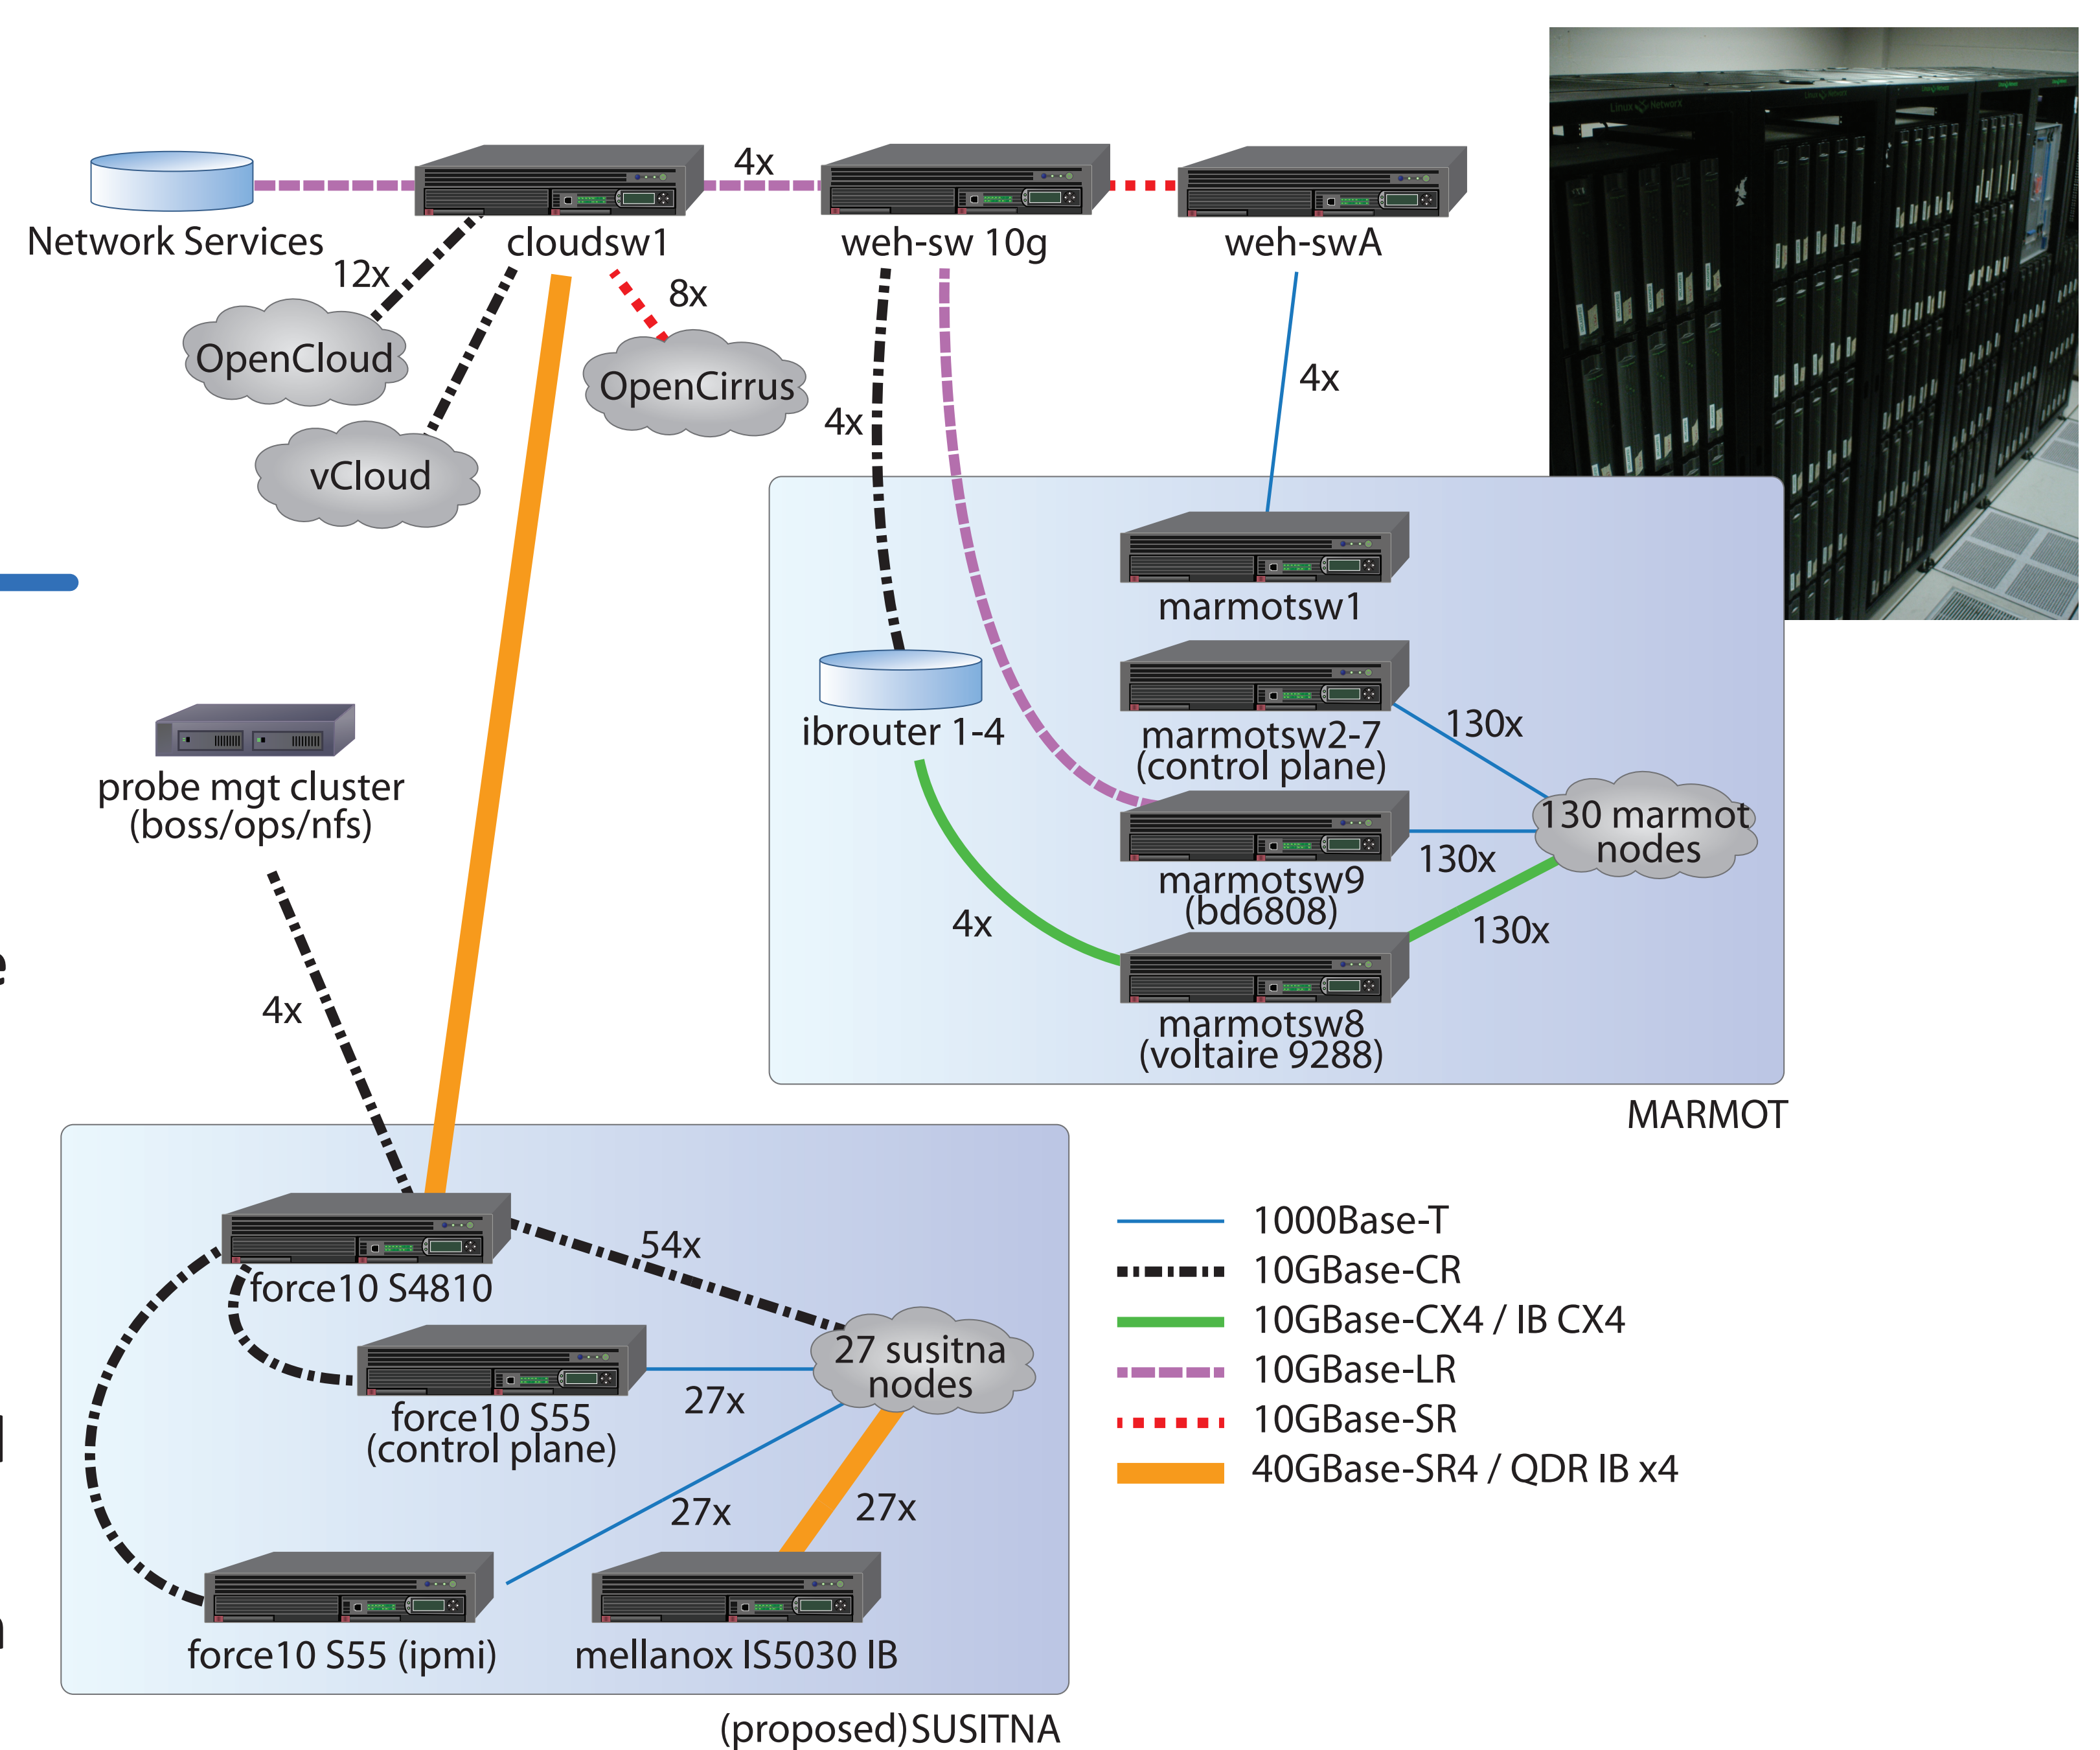 4x
Network Services
cloudsw1
weh-sw 10g
weh-swA
12x
8x
OpenCloud
OpenCirrus
4x
4x
vCloud
marmotsw1
ibrouter 1-4
marmotsw2-7
(control plane)
130x
probe mgt cluster
(boss/ops/nfs)
130 marmot
nodes
130x
marmotsw9
(bd6808)
4x
130x
e
4x
marmotsw8
(voltaire 9288)
MARMOT
54x
force10 S4810
27 susitna
nodes
27x
force10 S55
(control plane)
27x
27x
force10 S55 (ipmi)
mellanox IS5030 IB
(proposed) SUSITNA
1000Base-T
10GBase-CR
10GBase-CX4 / IB CX4
10GBase-LR
10GBase-SR
40GBase-SR4 / QDR IB x4
Linux Networx